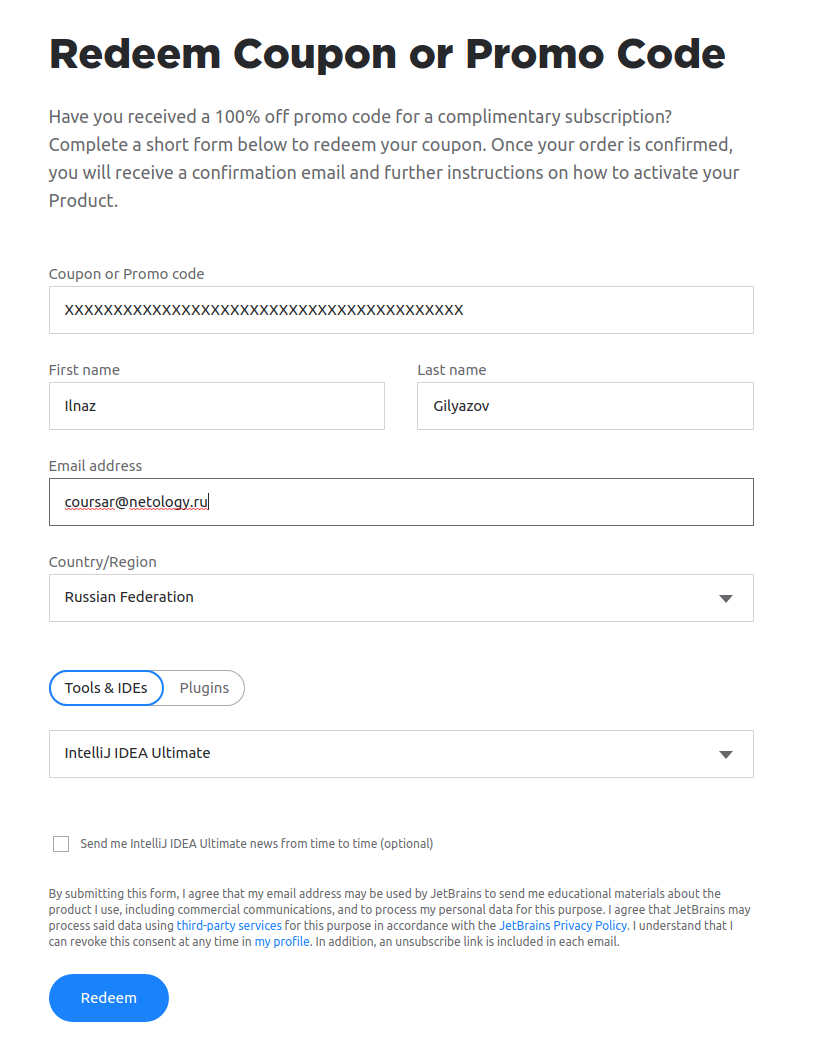 Redeem Coupon or Promo Code
Have you received a 100% off promo code for a complimentary subscription?
Complete a short form below to redeem your coupon. Once your order is confirmed,
you will receive a confirmation email and further instructions on how to activate your
Product.
Coupon or Promo code
XXXXXXXXXXXXXXXXXXXXXXXXXXXXXXXXXXXXXXXXX
First name
Last name
Ilnaz
Gilyazov
Email address
coursar@netology.ru
Country/Region
Russian Federation
Tools & IDEs
Plugins
IntelliJ IDEA Ultimate
Send me IntelliJ IDEA Ultimate news from time to time (optional)
By submitting this form, I agree that my email address may be used by JetBrains to send me educational materials about the
product I use, including commercial communications, and to process my personal data for this purpose. I agree that JetBrains may
process said data using third-party services for this purpose in accordance with the JetBrains Privacy Policy. I understand that I
can revoke this consent at any time in my profile. In addition, an unsubscribe link is included in each email.
Redeem